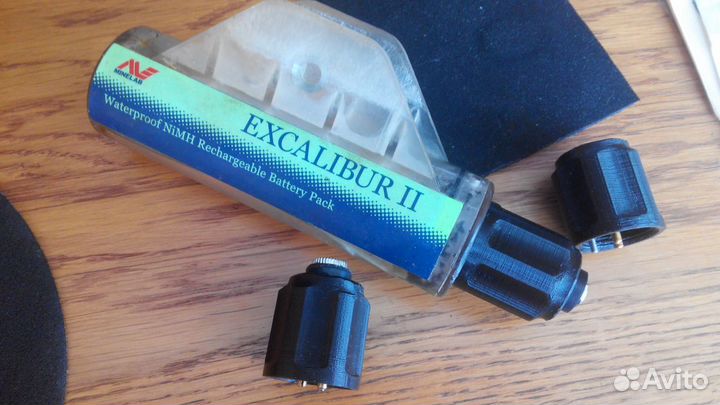 MINELAB
EXCALIBUR II
Waterproof NiMH Rechargeable Battery Pack
Avito